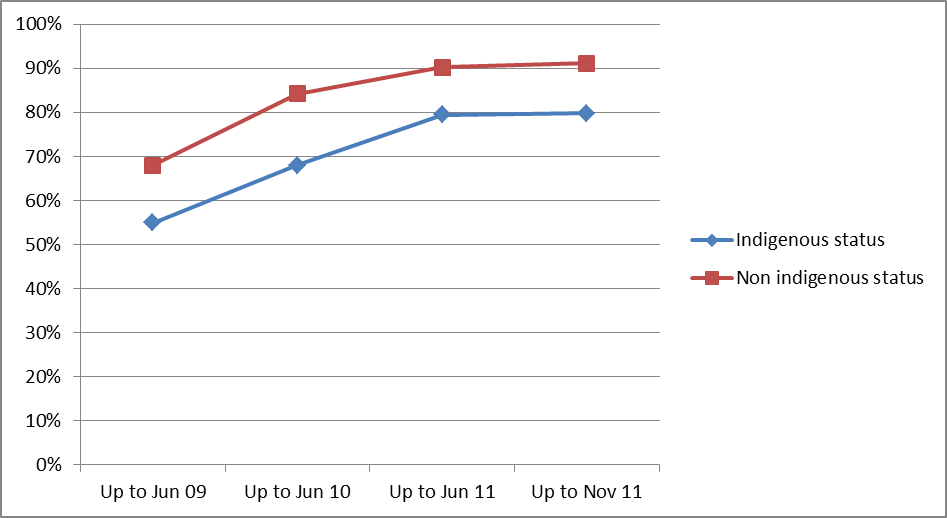 100%
90%
80%
70%
60%
50%
40%
30%
20%
10%
0%
Up to Jun 09
Up to Jun 10
Up to Jun 11
Up to Nov 11
Indigenous status
Non indigenous status